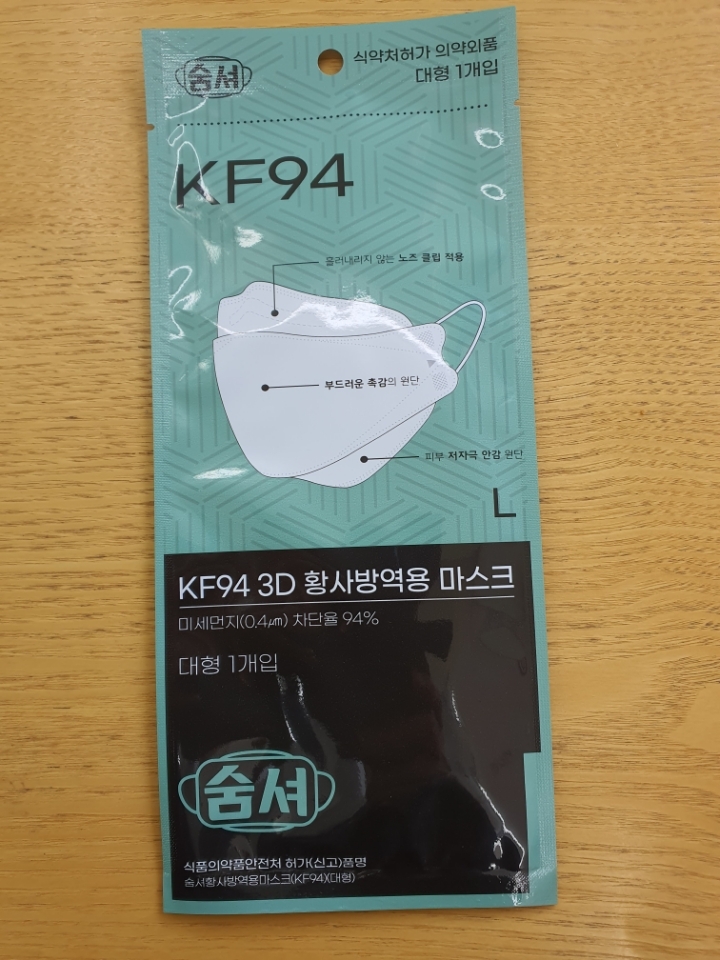 숨셔
식약처허가 의약외품
대형 1개입
KF94
흘러내리지 않는 노즈 클립 적용
부드러운 촉감의 원단
피부 저자극 안감 원단
L
KF94 3D 황사방역용 마스크
미세먼지(0.4㎛) 차단율 94%
대형 1개입
숨셔
식품의약품안전처 허가(신고)품명
숨셔황사방역용마스크(KF94)(대형)